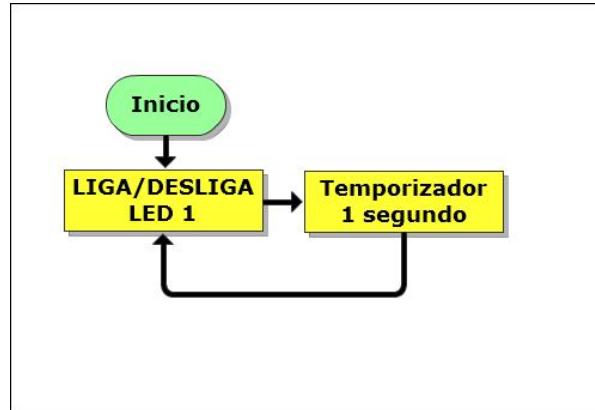 Inicio
LIGA/DESLIGA
LED 1
Temporizador
1 segundo